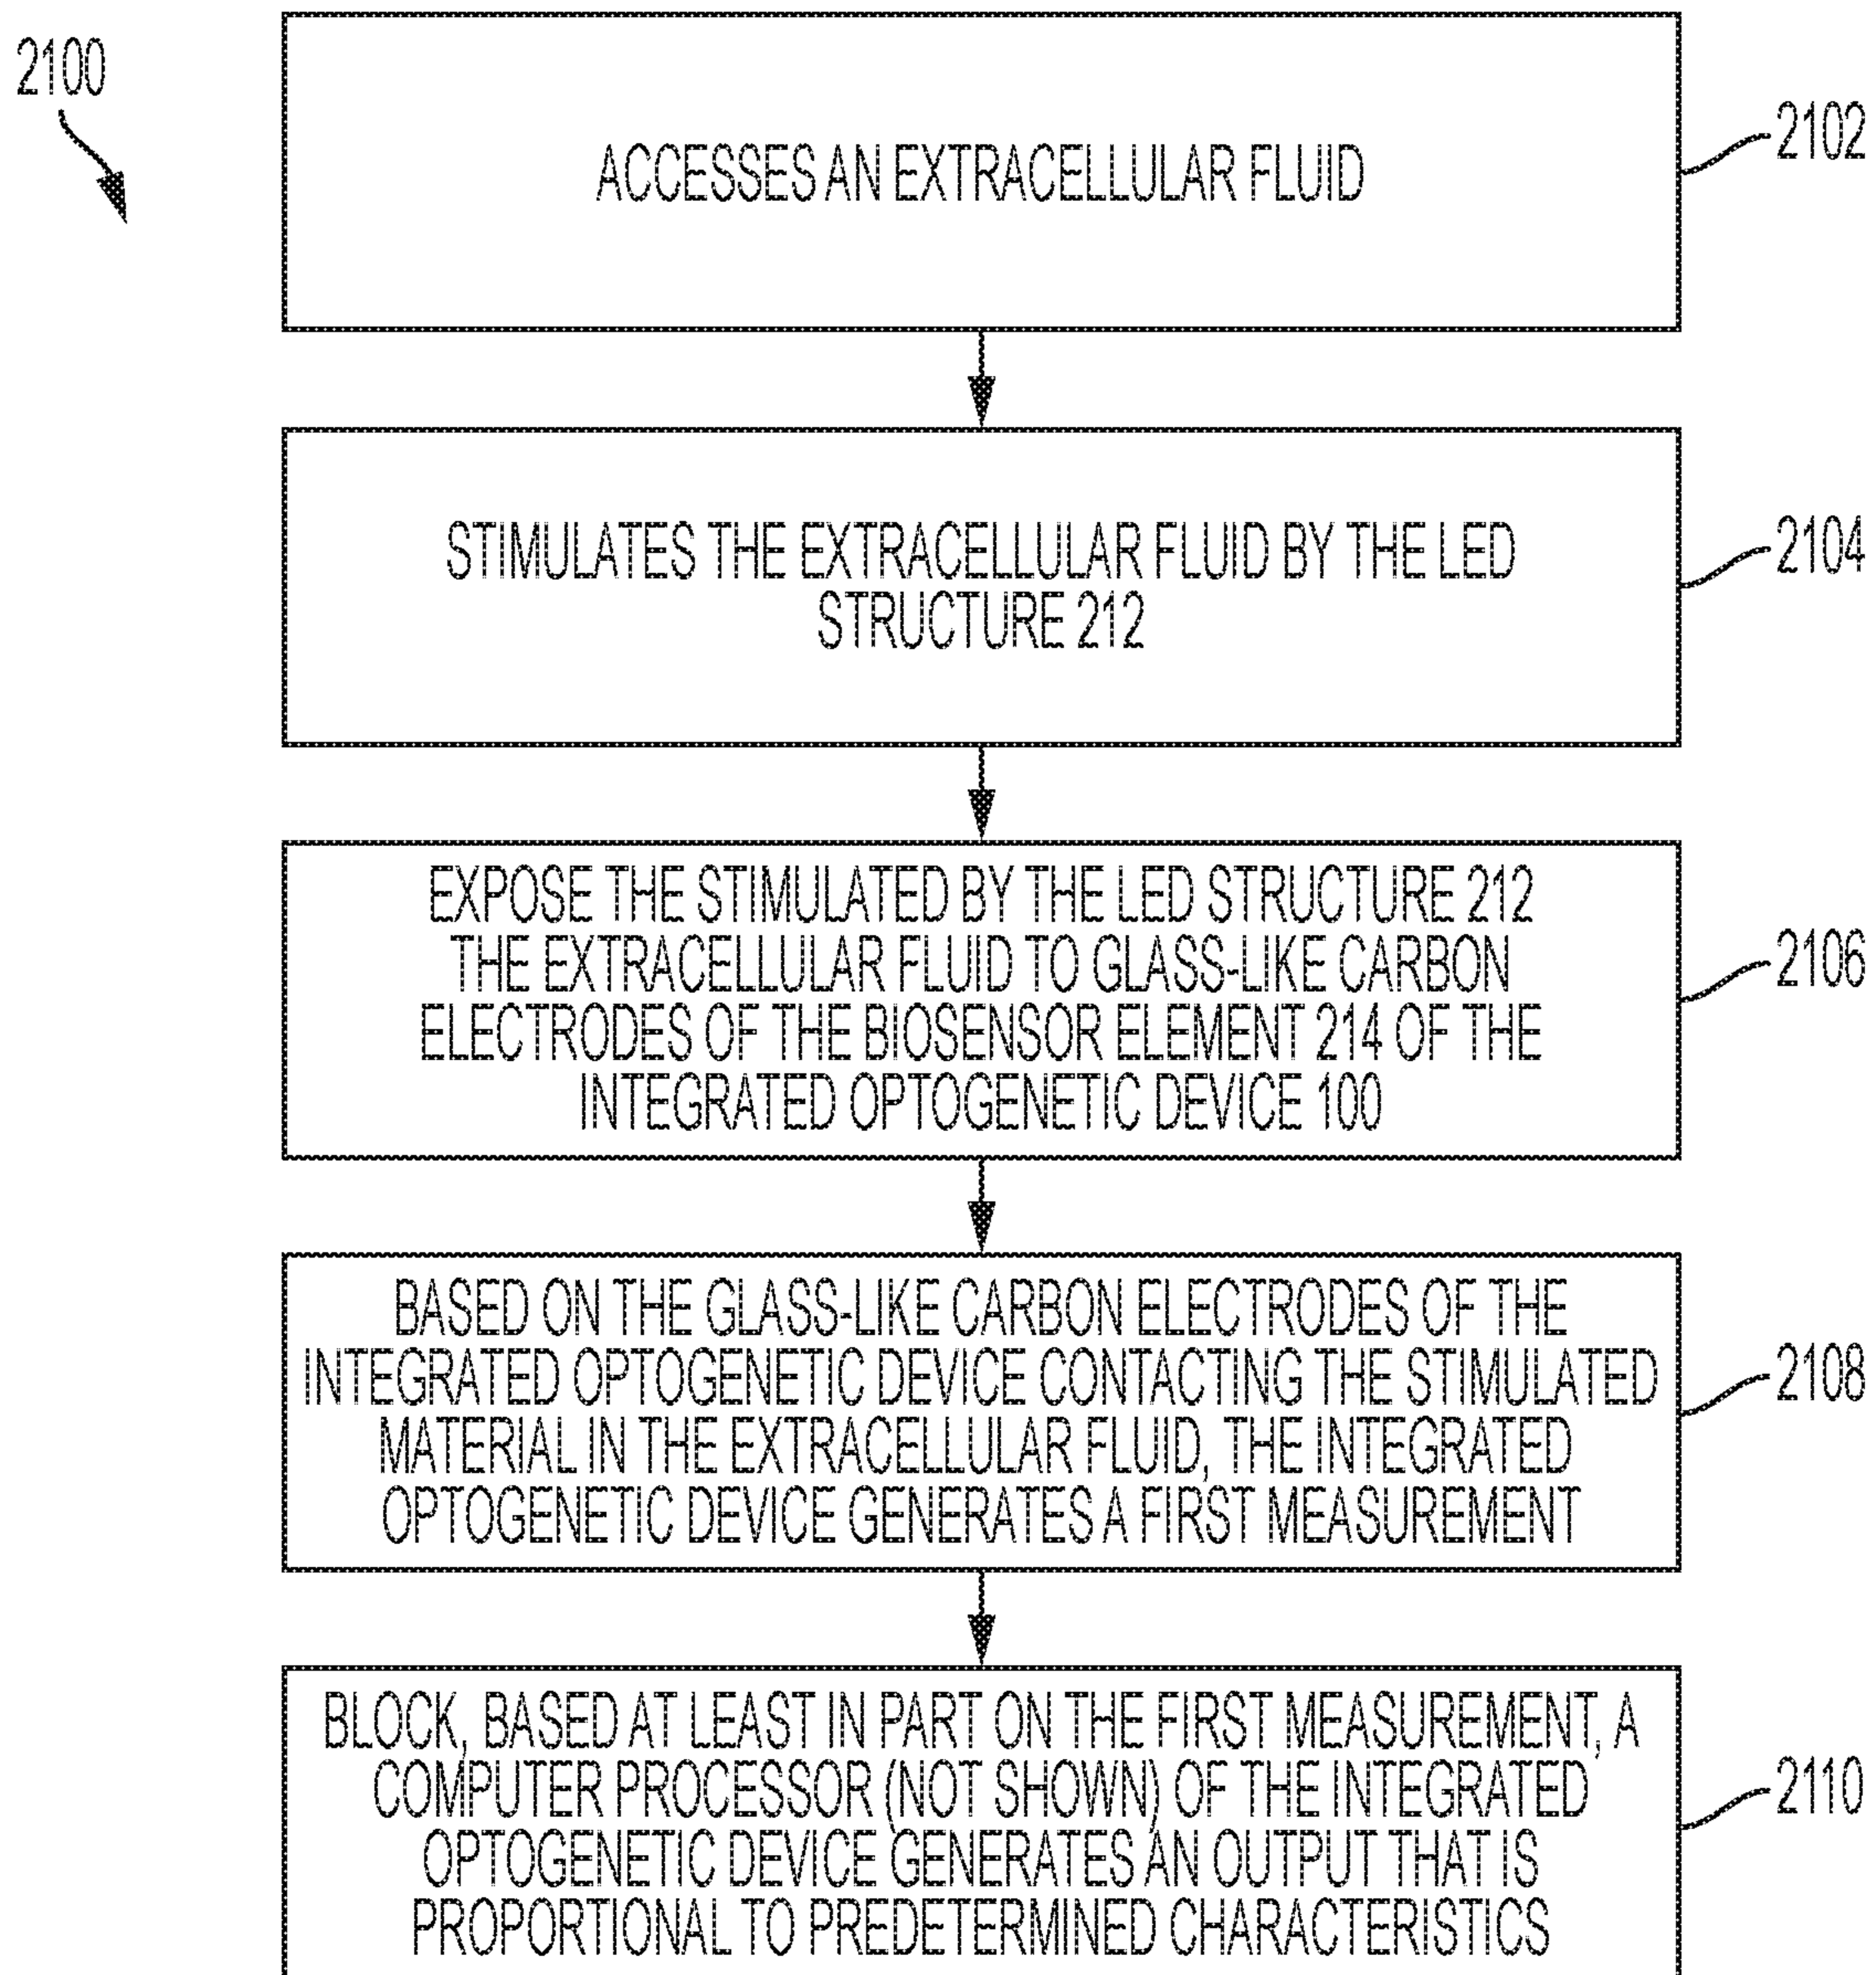 2100
ACCESSES AN EXTRACELLULAR FLUID
2102
STIMULATES THE EXTRACELLULAR FLUID BY THE LED
STRUCTURE 212
2104
EXPOSE THE STIMULATED BY THE LED STRUCTURE 212
THE EXTRACELLULAR FLUID TO GLASS-LIKE CARBON
ELECTRODES OF THE BIOSENSOR ELEMENT 214 OF THE
INTEGRATED OPTOGENETIC DEVICE 100
2106
BASED ON THE GLASS-LIKE CARBON ELECTRODES OF THE
INTEGRATED OPTOGENETIC DEVICE CONTACTING THE STIMULATED
MATERIAL IN THE EXTRACELLULAR FLUID, THE INTEGRATED
OPTOGENETIC DEVICE GENERATES A FIRST MEASUREMENT
2108
BLOCK, BASED AT LEAST IN PART ON THE FIRST MEASUREMENT, A
COMPUTER PROCESSOR (NOT SHOWN) OF THE INTEGRATED
OPTOGENETIC DEVICE GENERATES AN OUTPUT THAT IS
PROPORTIONAL TO PREDETERMINED CHARACTERISTICS
2110